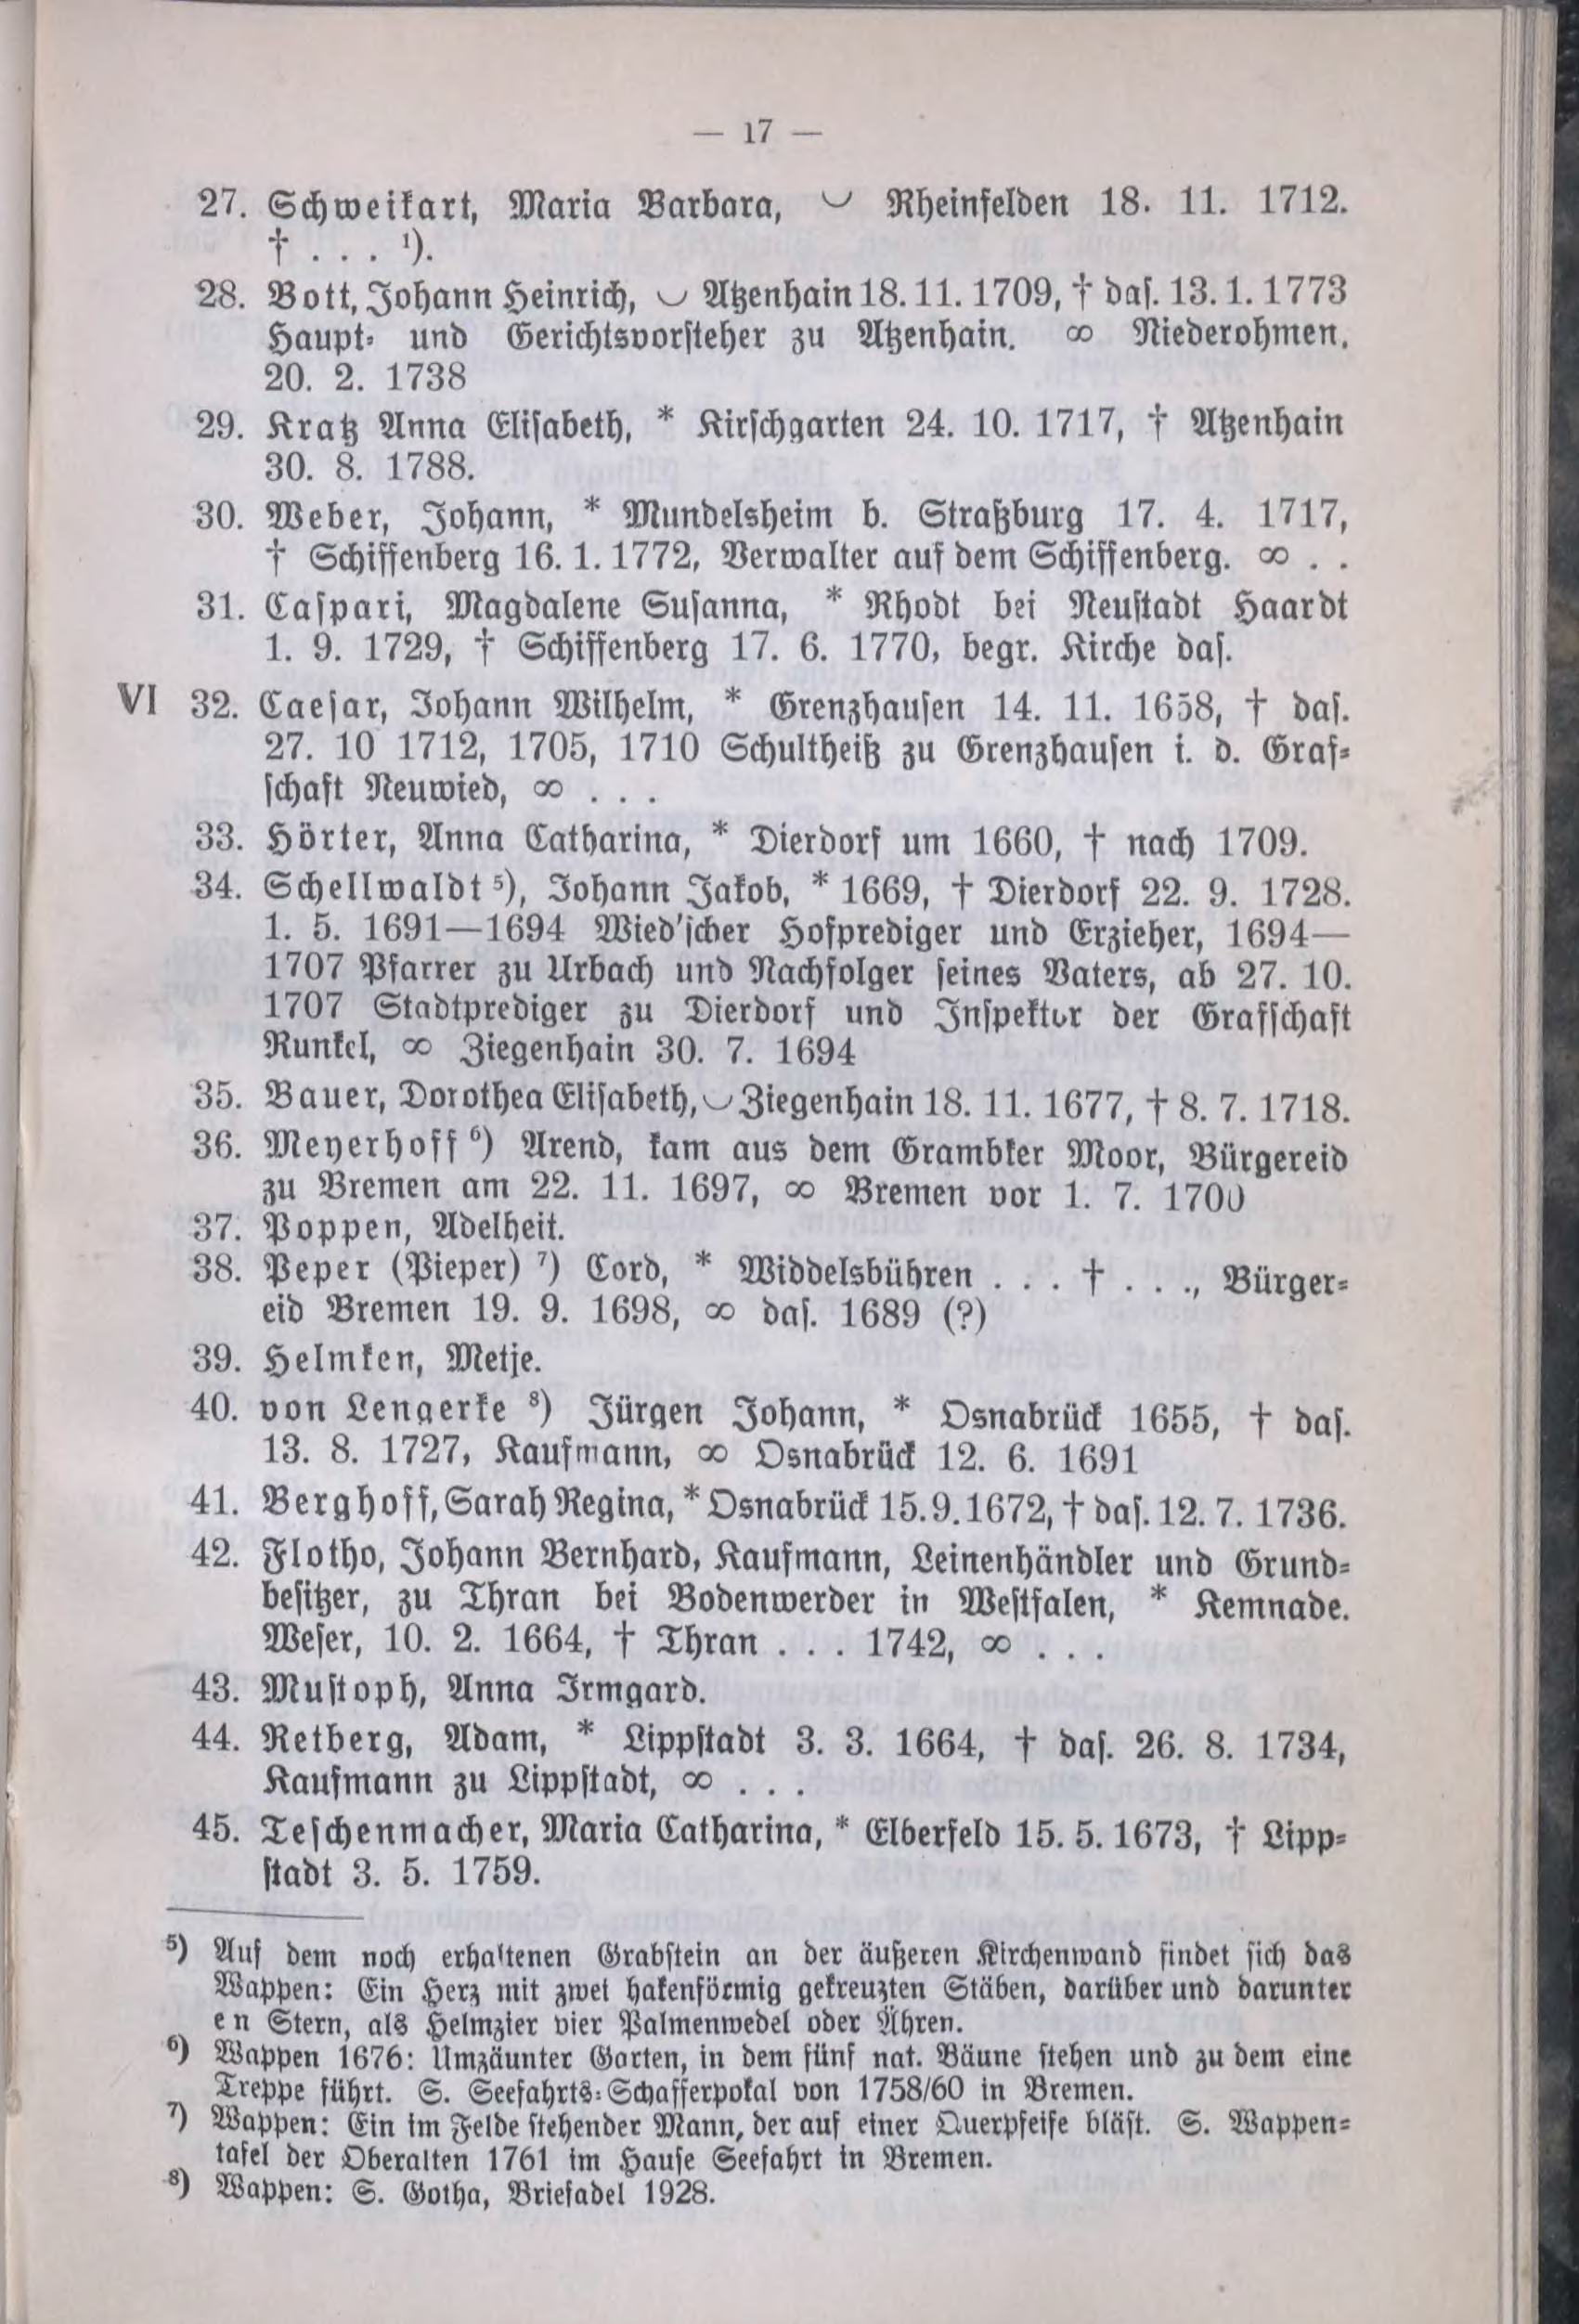 — 17 —
27. Schweikart, Maria Barbara, ◡ Rheinfelden 18. 11. 1712.
† . . . ¹).
28. Bott, Johann Heinrich, ◡ Atzenhain 18. 11. 1709, † das. 13. 1. 1773
Haupt- und Gerichtsvorsteher zu Atzenhain. ∞ Niederohmen,
20. 2. 1738
29. Kratz Anna Elisabeth, * Kirschgarten 24. 10. 1717, † Atzenhain
30. 8. 1788.
30. Weber, Johann, * Mundelsheim b. Straßburg 17. 4. 1717,
† Schiffenberg 16. 1. 1772, Verwalter auf dem Schiffenberg. ∞ . .
31. Caspari, Magdalene Susanna, * Rhodt bei Neustadt Haardt
1. 9. 1729, † Schiffenberg 17. 6. 1770, begr. Kirche das.
VI 32. Caesar, Johann Wilhelm, * Grenzhausen 14. 11. 1658, † das.
27. 10 1712, 1705, 1710 Schultheiß zu Grenzhausen i. d. Graf-
schaft Neuwied, ∞ . . .
33. Hörter, Anna Catharina, * Dierdorf um 1660, † nach 1709.
34. Schellwaldt ⁵), Johann Jakob, * 1669, † Dierdorf 22. 9. 1728.
1. 5. 1691—1694 Wied'scher Hofprediger und Erzieher, 1694—
1707 Pfarrer zu Urbach und Nachfolger seines Vaters, ab 27. 10.
1707 Stadtprediger zu Dierdorf und Inspektor der Grafschaft
Runkel, ∞ Ziegenhain 30. 7. 1694
35. Bauer, Dorothea Elisabeth, ◡ Ziegenhain 18. 11. 1677, † 8. 7. 1718.
36. Meyerhoff ⁶) Arend, kam aus dem Grambker Moor, Bürgereid
zu Bremen am 22. 11. 1697, ∞ Bremen vor 1. 7. 1700
37. Poppen, Adelheit.
38. Peper (Pieper) ⁷) Cord, * Middelsbühren . . . † . . ., Bürger-
eid Bremen 19. 9. 1698, ∞ das. 1689 (?)
39. Helmken, Metje.
40. von Lengerke ⁸) Jürgen Johann, * Osnabrück 1655, † das.
13. 8. 1727, Kaufmann, ∞ Osnabrück 12. 6. 1691
41. Berghoff, Sarah Regina, * Osnabrück 15. 9. 1672, † das. 12. 7. 1736.
42. Flotho, Johann Bernhard, Kaufmann, Leinenhändler und Grund-
besitzer, zu Thran bei Bodenwerder in Westfalen, * Kemnade.
Weser, 10. 2. 1664, † Thran . . . 1742, ∞ . . .
43. Mustoph, Anna Irmgard.
44. Retberg, Adam, * Lippstadt 3. 3. 1664, † das. 26. 8. 1734,
Kaufmann zu Lippstadt, ∞ . . .
45. Teschenmacher, Maria Catharina, * Elberfeld 15. 5. 1673, † Lipp-
stadt 3. 5. 1759.
⁵) Auf dem noch erhaltenen Grabstein an der äußeren Kirchenwand findet sich das
Wappen: Ein Herz mit zwei hakenförmig gekreuzten Stäben, darüber und darunter
e n Stern, als Helmzier vier Palmenwedel oder Ähren.
⁶) Wappen 1676: Umzäunter Garten, in dem fünf nat. Bäune stehen und zu dem eine
Treppe führt. S. Seefahrts-Schafferpokal von 1758/60 in Bremen.
⁷) Wappen: Ein im Felde stehender Mann, der auf einer Querpfeife bläst. S. Wappen-
tafel der Oberalten 1761 im Hause Seefahrt in Bremen.
⁸) Wappen: S. Gotha, Briefadel 1928.